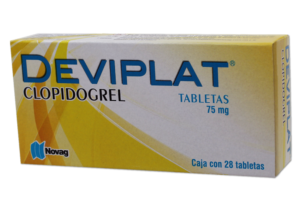 DEVIPLAT®
CLOPIDOGREL
TABLETAS
75 mg
Novag
Caja con 28 tabletas